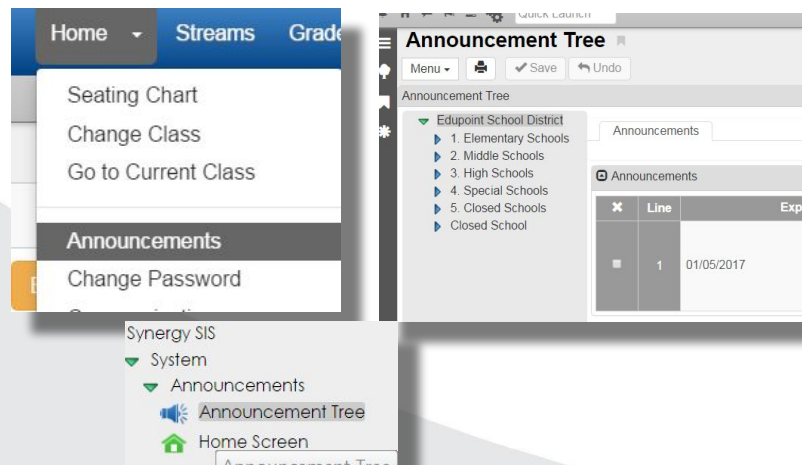 Home Streams Grade
Seating Chart
Change Class
Go to Current Class
Announcements
Change Password
Quick Launch
Announcement Tree
Menu Save Undo
Announcement Tree
Edupoint School District
1. Elementary Schools
2. Middle Schools
3. High Schools
4. Special Schools
5. Closed Schools
Closed School
Announcements
Announcements
Line Exp
1 01/05/2017
Synergy SIS
System
Announcements
Announcement Tree
Home Screen
Announcement Tree